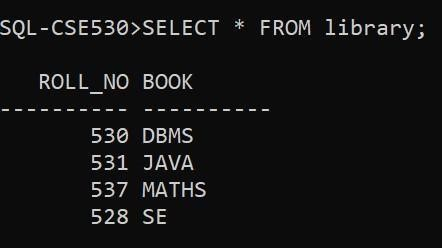 SQL-CSE530>SELECT * FROM library;
ROLL_NO BOOK
---------- ----------
530 DBMS
531 JAVA
537 MATHS
528 SE